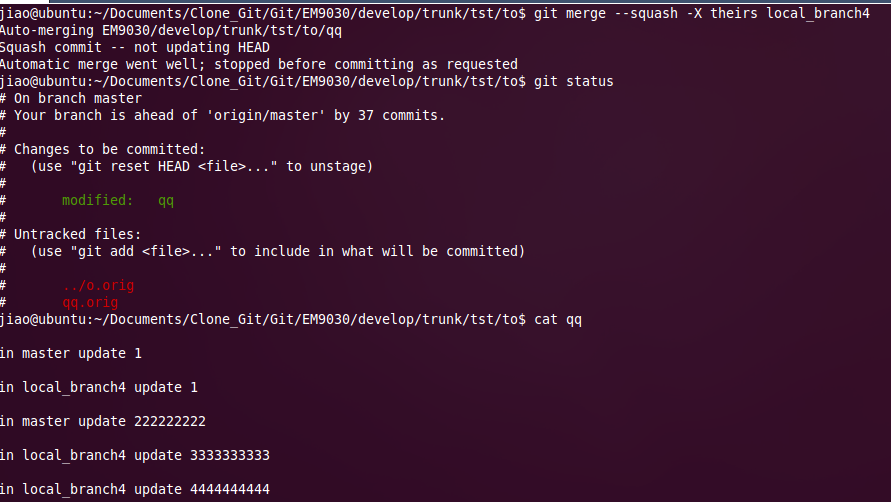 jiao@ubuntu:~/Documents/Clone_Git/Git/EM9030/develop/trunk/tst/to$ git merge --squash -X theirs local_branch4
Auto-merging EM9030/develop/trunk/tst/to/qq
Squash commit -- not updating HEAD
Automatic merge went well; stopped before committing as requested
jiao@ubuntu:~/Documents/Clone_Git/Git/EM9030/develop/trunk/tst/to$ git status
# On branch master
# Your branch is ahead of 'origin/master' by 37 commits.
#
# Changes to be committed:
#   (use "git reset HEAD <file>..." to unstage)
#
#       modified:   qq
#
# Untracked files:
#   (use "git add <file>..." to include in what will be committed)
#
#       ../o.orig
#       qq.orig
jiao@ubuntu:~/Documents/Clone_Git/Git/EM9030/develop/trunk/tst/to$ cat qq
in master update 1
in local_branch4 update 1
in master update 222222222
in local_branch4 update 3333333333
in local_branch4 update 4444444444